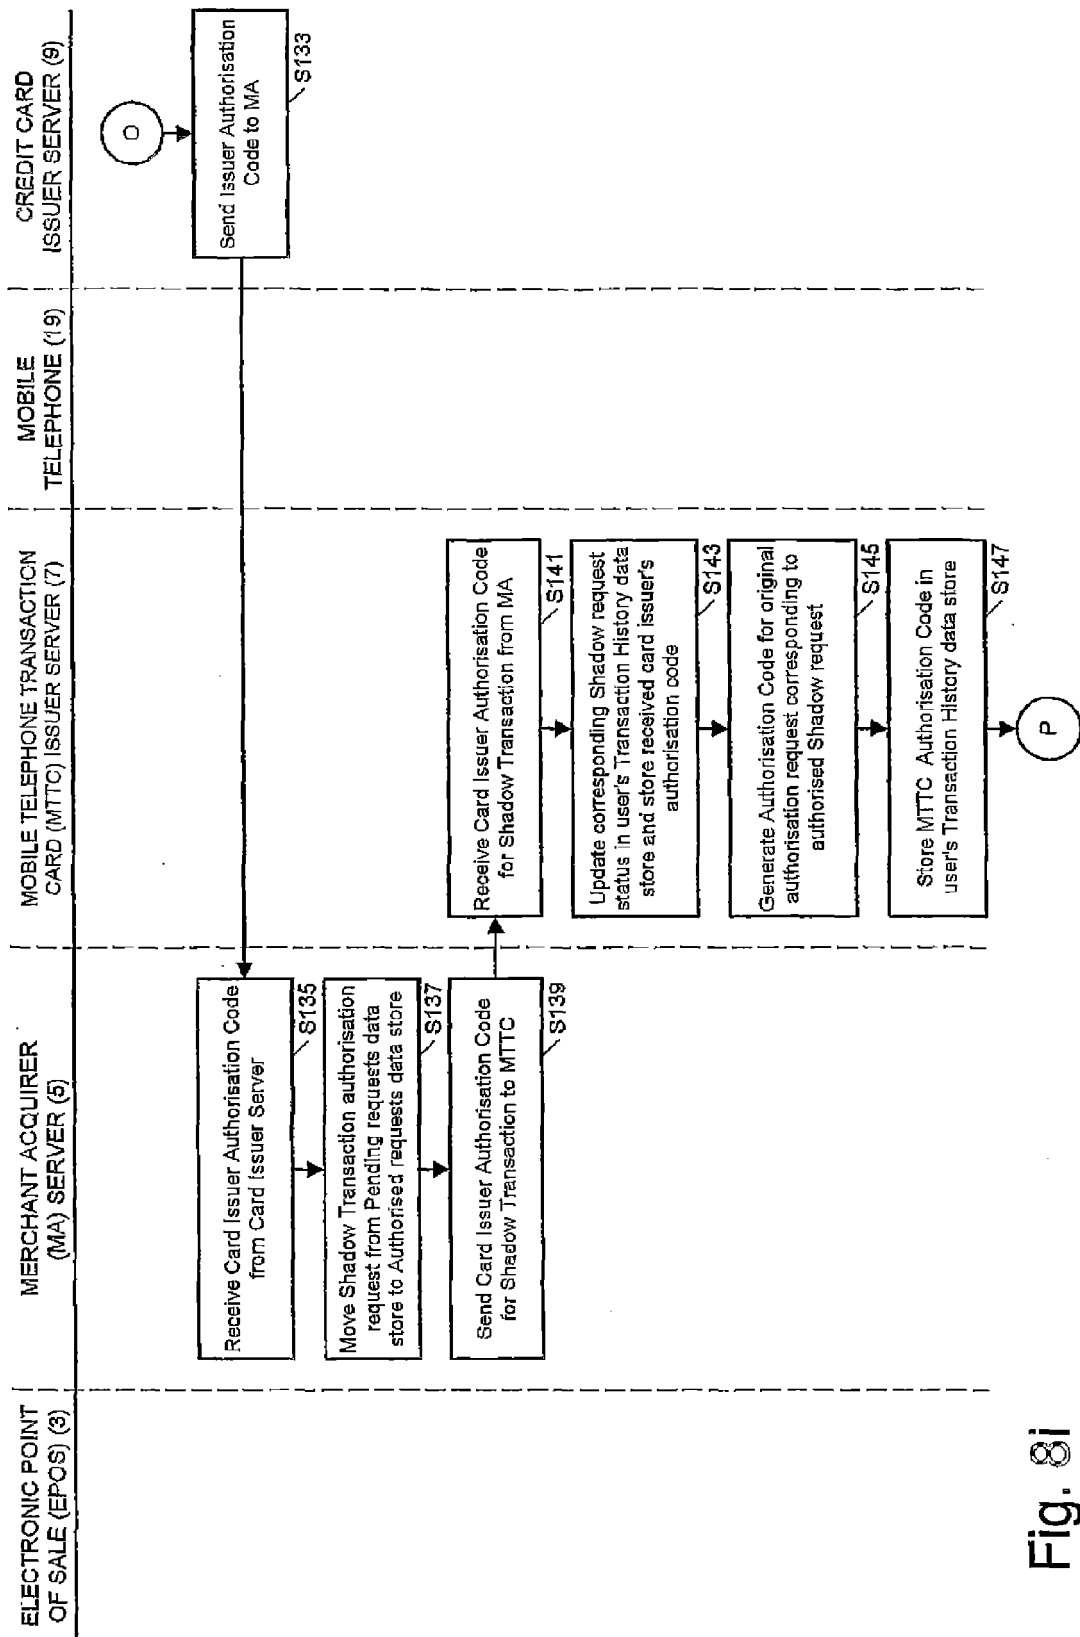 ELECTRONIC POINT
OF SALE (EPOS) (3)
MERCHANT ACQUIRER
(MA) SERVER (5)
MOBILE TELEPHONE TRANSACTION
CARD (MTTC) ISSUER SERVER (7)
MOBILE
TELEPHONE (19)
CREDIT CARD
ISSUER SERVER (9)
O
Send Issuer Authorisation
Code to MA
S133
Receive Card Issuer Authorisation Code
from Card Issuer Server
S135
Move Shadow Transaction authorisation
request from Pending requests data
store to Authorised requests data store
S137
Send Card Issuer Authorisation Code
for Shadow Transaction to MTTC
S139
Receive Card Issuer Authorisation Code
for Shadow Transaction from MA
S141
Update corresponding Shadow request
status in user's Transaction History data
store and store received card issuer's
authorisation code
S143
Generate Authorisation Code for original
authorisation request corresponding to
authorised Shadow request
S145
Store MTTC Authorisation Code in
user's Transaction History data store
S147
P
Fig. 8i